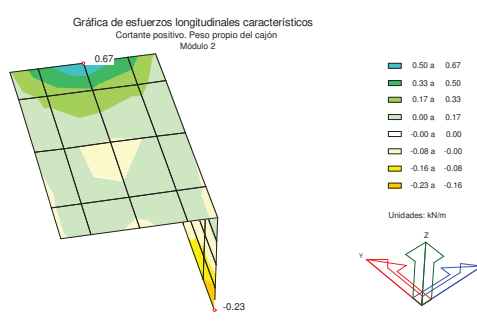 Gráfica de esfuerzos longitudinales característicos
Cortante positivo. Peso propio del cajón
Módulo 2
0.67
0.50 a 0.67
0.33 a 0.50
0.17 a 0.33
0.00 a 0.17
-0.00 a 0.00
-0.08 a -0.00
-0.16 a -0.08
-0.23 a -0.16
Unidades: kN/m
Z
Y
-0.23